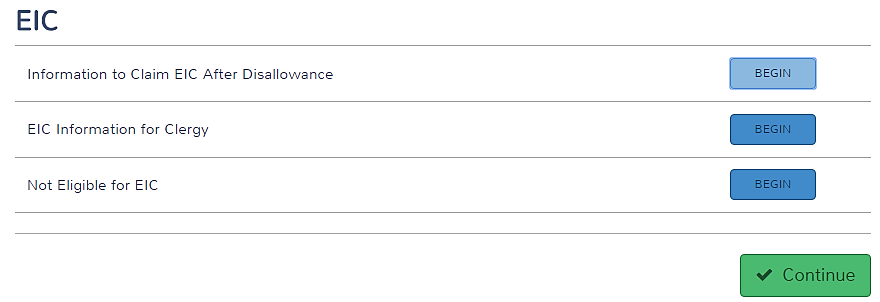 EIC
Information to Claim EIC After Disallowance BEGIN
EIC Information for Clergy BEGIN
Not Eligible for EIC BEGIN
Continue